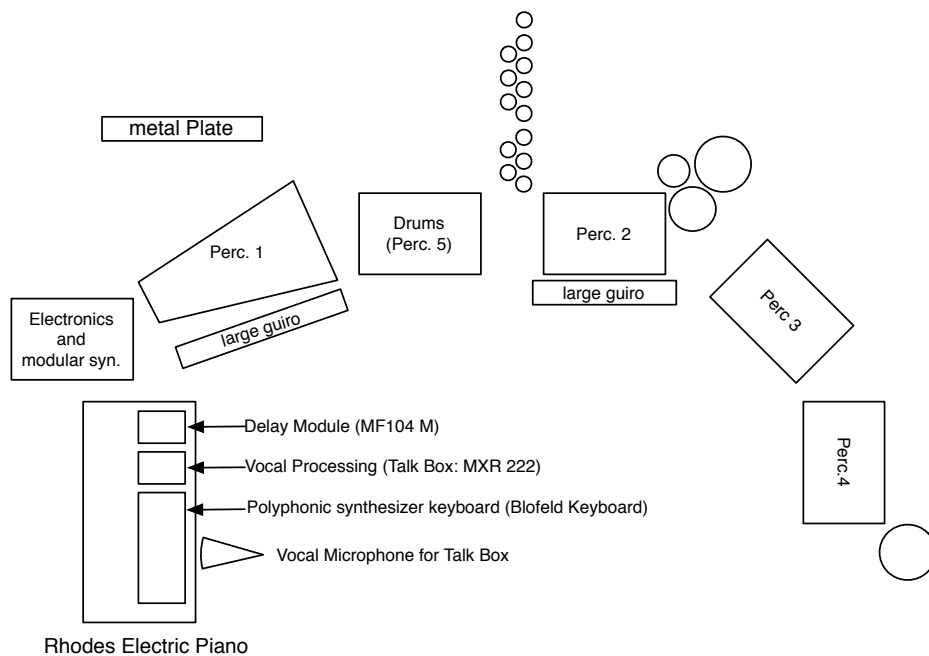 metal Plate
Drums
(Perc. 5)
Perc. 2
Perc. 1
large guiro
Perc 3
large guiro
Electronics
and
modular syn.
Delay Module (MF104 M)
Vocal Processing (Talk Box: MXR 222)
Perc.4
Polyphonic synthesizer keyboard (Blofeld Keyboard)
Vocal Microphone for Talk Box
Rhodes Electric Piano